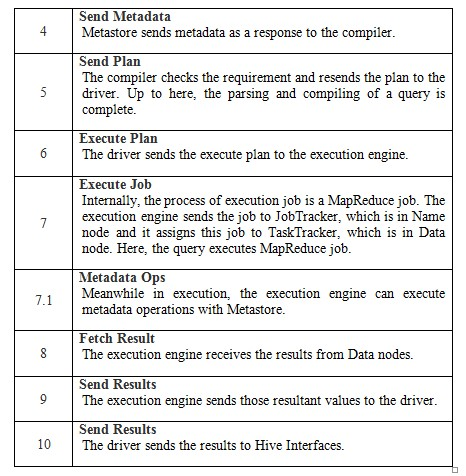 4
Send Metadata
Metastore sends metadata as a response to the compiler.
5
Send Plan
The compiler checks the requirement and resends the plan to the
driver. Up to here, the parsing and compiling of a query is
complete.
6
Execute Plan
The driver sends the execute plan to the execution engine.
7
Execute Job
Internally, the process of execution job is a MapReduce job. The
execution engine sends the job to JobTracker, which is in Name
node and it assigns this job to TaskTracker, which is in Data
node. Here, the query executes MapReduce job.
7.1
Metadata Ops
Meanwhile in execution, the execution engine can execute
metadata operations with Metastore.
8
Fetch Result
The execution engine receives the results from Data nodes.
9
Send Results
The execution engine sends those resultant values to the driver.
10
Send Results
The driver sends the results to Hive Interfaces.